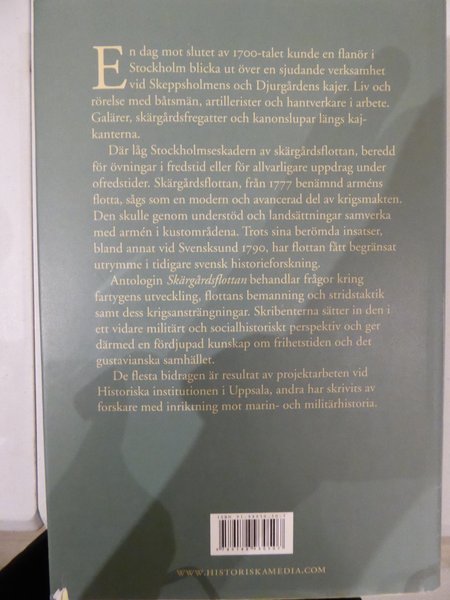 En dag mot slutet av 1700-talet kunde en flanör i
Stockholm blicka ut över en sjudande verksamhet
vid Skeppsholmens och Djurgårdens kajer. Liv och
rörelse med båtsmän, artillerister och hantverkare i arbete.
Galärer, skärgårdsfregatter och kanonslupar längs kaj-
kanterna.
Där låg Stockholmseskadern av skärgårdsflottan, beredd
för övningar i fredstid eller för allvarligare uppdrag under
ofredstider. Skärgårdsflottan, från 1777 benämnd arméns
flotta, sågs som en modern och avancerad del av krigsmakten.
Den skulle genom understöd och landsättningar samverka
med armén i kustområdena. Trots sina berömda insatser,
bland annat vid Svensksund 1790, har flottan fått begränsat
utrymme i tidigare svensk historieforskning.
Antologin Skärgårdsflottan behandlar frågor kring
fartygens utveckling, flottans bemanning och stridstaktik
samt dess krigsansträngningar. Skribenterna sätter in den i
ett vidare militärt och socialhistoriskt perspektiv och ger
därmed en fördjupad kunskap om frihetstiden och det
gustavianska samhället.
De flesta bidragen är resultat av projektarbeten vid
Historiska institutionen i Uppsala, andra har skrivits av
forskare med inriktning mot marin- och militärhistoria.
WWW.HISTORISKAMEDIA.COM